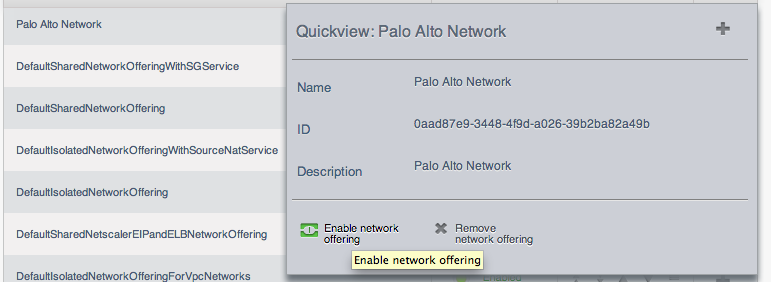 Palo Alto Network
DefaultSharedNetworkOfferingWithSGService
DefaultSharedNetworkOffering
DefaultIsolatedNetworkOfferingWithSourceNatService
DefaultIsolatedNetworkOffering
DefaultSharedNetscalerEIPandELBNetworkOffering
DefaultIsolatedNetworkOfferingForVpcNetworks
Quickview: Palo Alto Network
Name Palo Alto Network
ID 0aad87e9-3448-4f9d-a026-39b2ba82a49b
Description Palo Alto Network
Enable network
offering
Remove
network offering
Enable network offering
Enabled